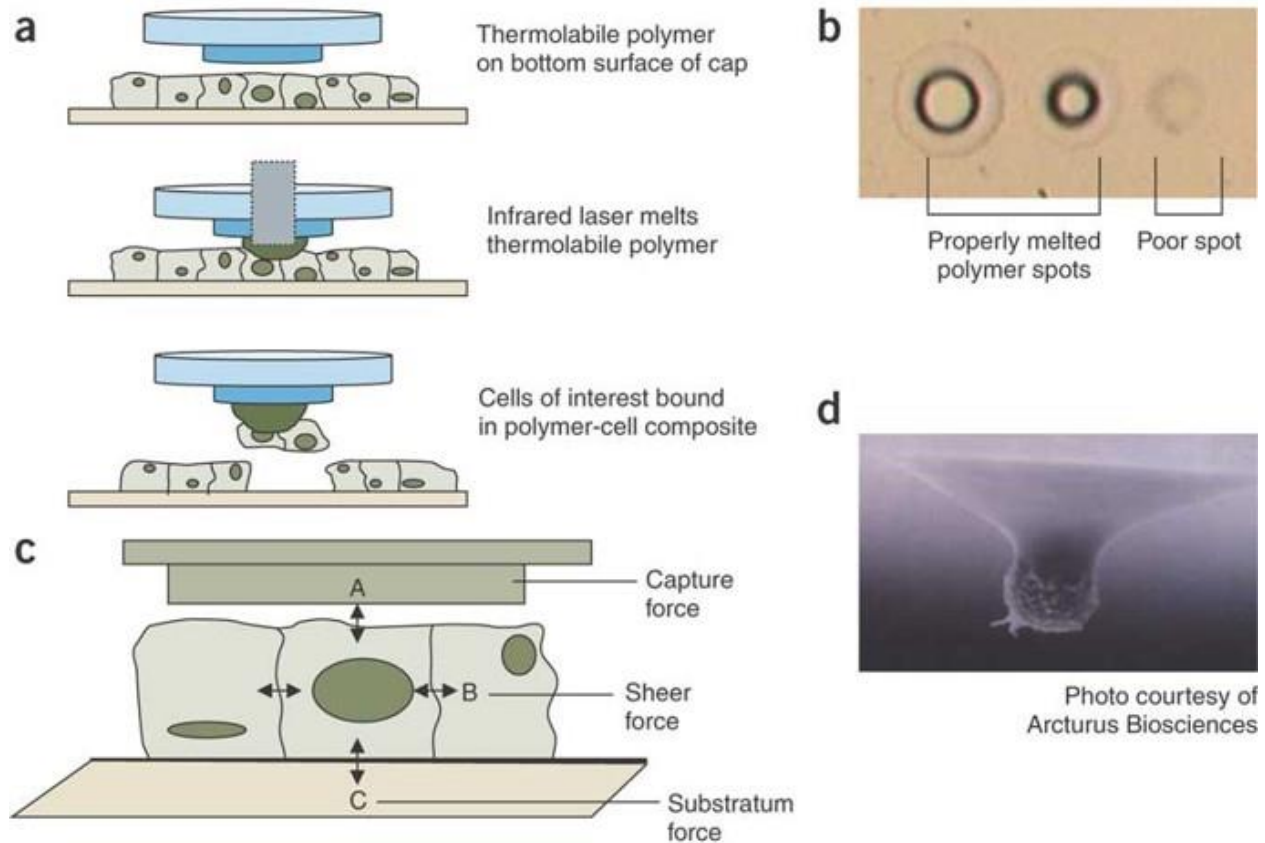 a
Thermolabile polymer
on bottom surface of cap
Infrared laser melts
thermolabile polymer
Cells of interest bound
in polymer-cell composite
b
Properly melted
polymer spots
Poor spot
c
A
Capture
force
B
Sheer
force
C
Substratum
force
d
Photo courtesy of
Arcturus Biosciences